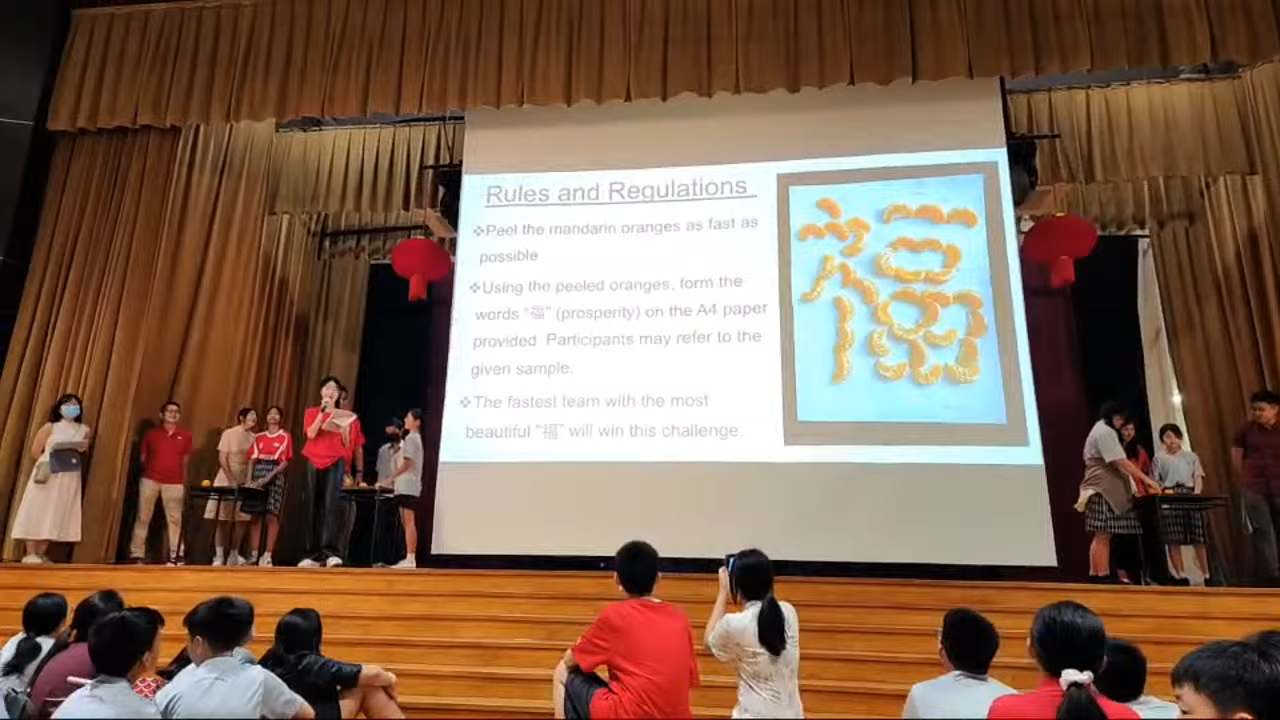 Rules and Regulations
❖Peel the mandarin oranges as fast as
possible
❖Using the peeled oranges, form the
words “福” (prosperity) on the A4 paper
provided. Participants may refer to the
given sample.
❖The fastest team with the most
beautiful “福” will win this challenge.
福